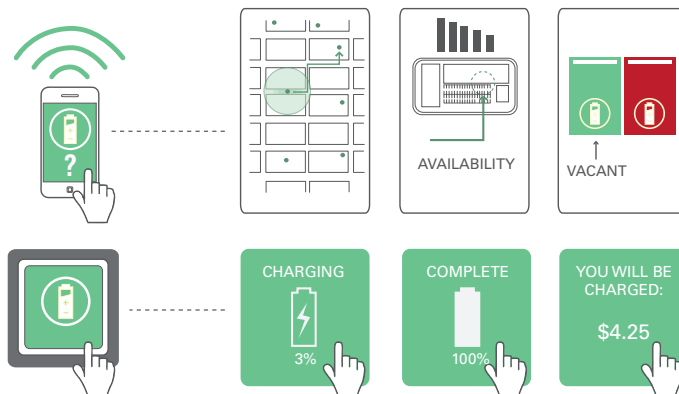 ?
AVAILABILITY
VACANT
CHARGING
3%
COMPLETE
100%
YOU WILL BE
CHARGED:
$4.25